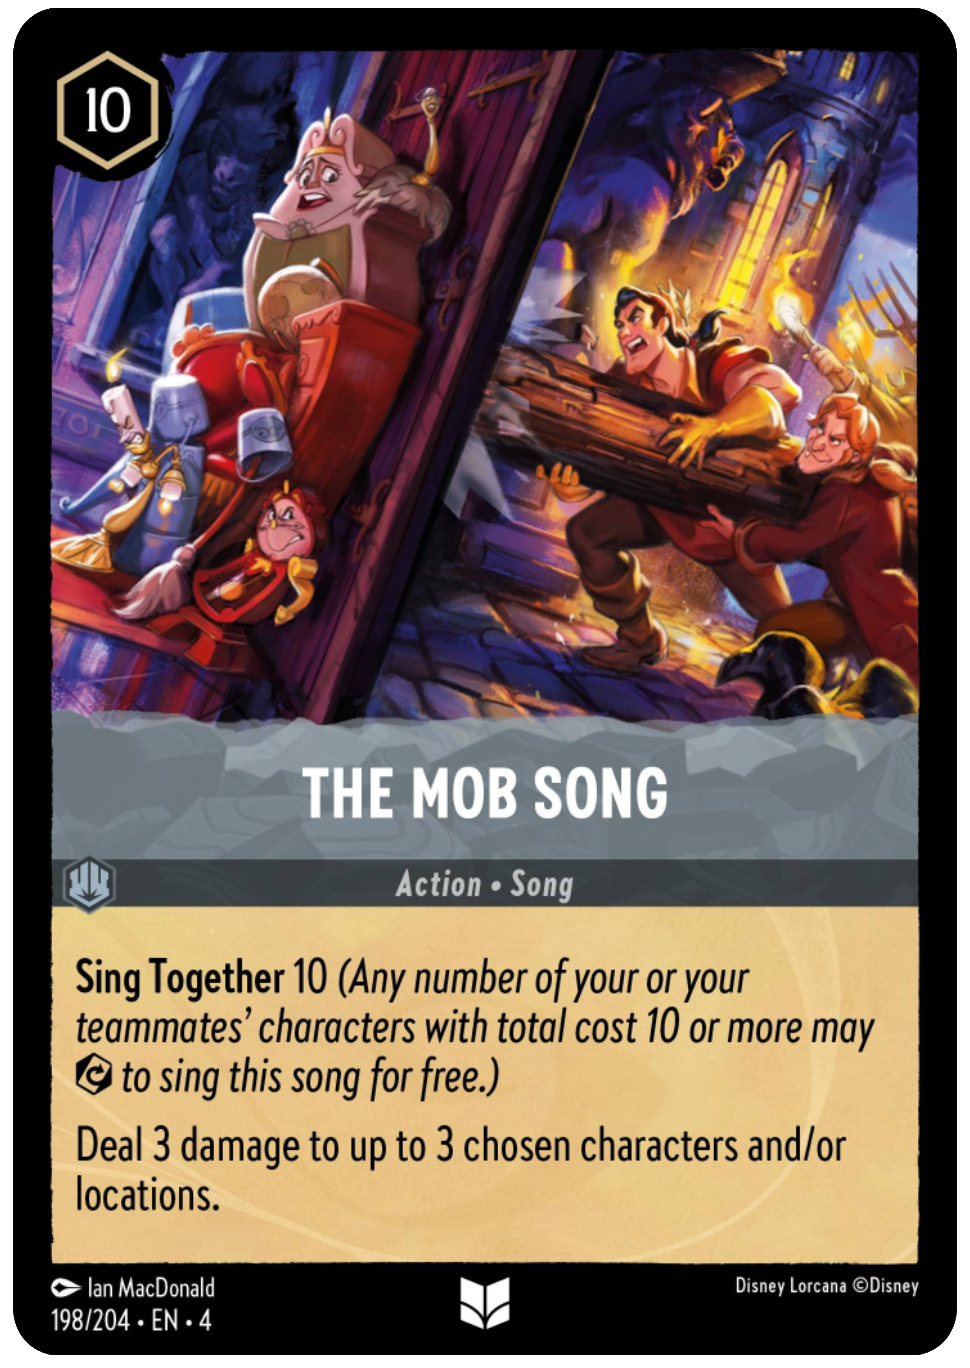 10
THE MOB SONG
Action • Song
Sing Together 10 (Any number of your or your
teammates’ characters with total cost 10 or more may
to sing this song for free.)
Deal 3 damage to up to 3 chosen characters and/or
locations.
Ian MacDonald
Disney Lorcana ©Disney
198/204 • EN • 4